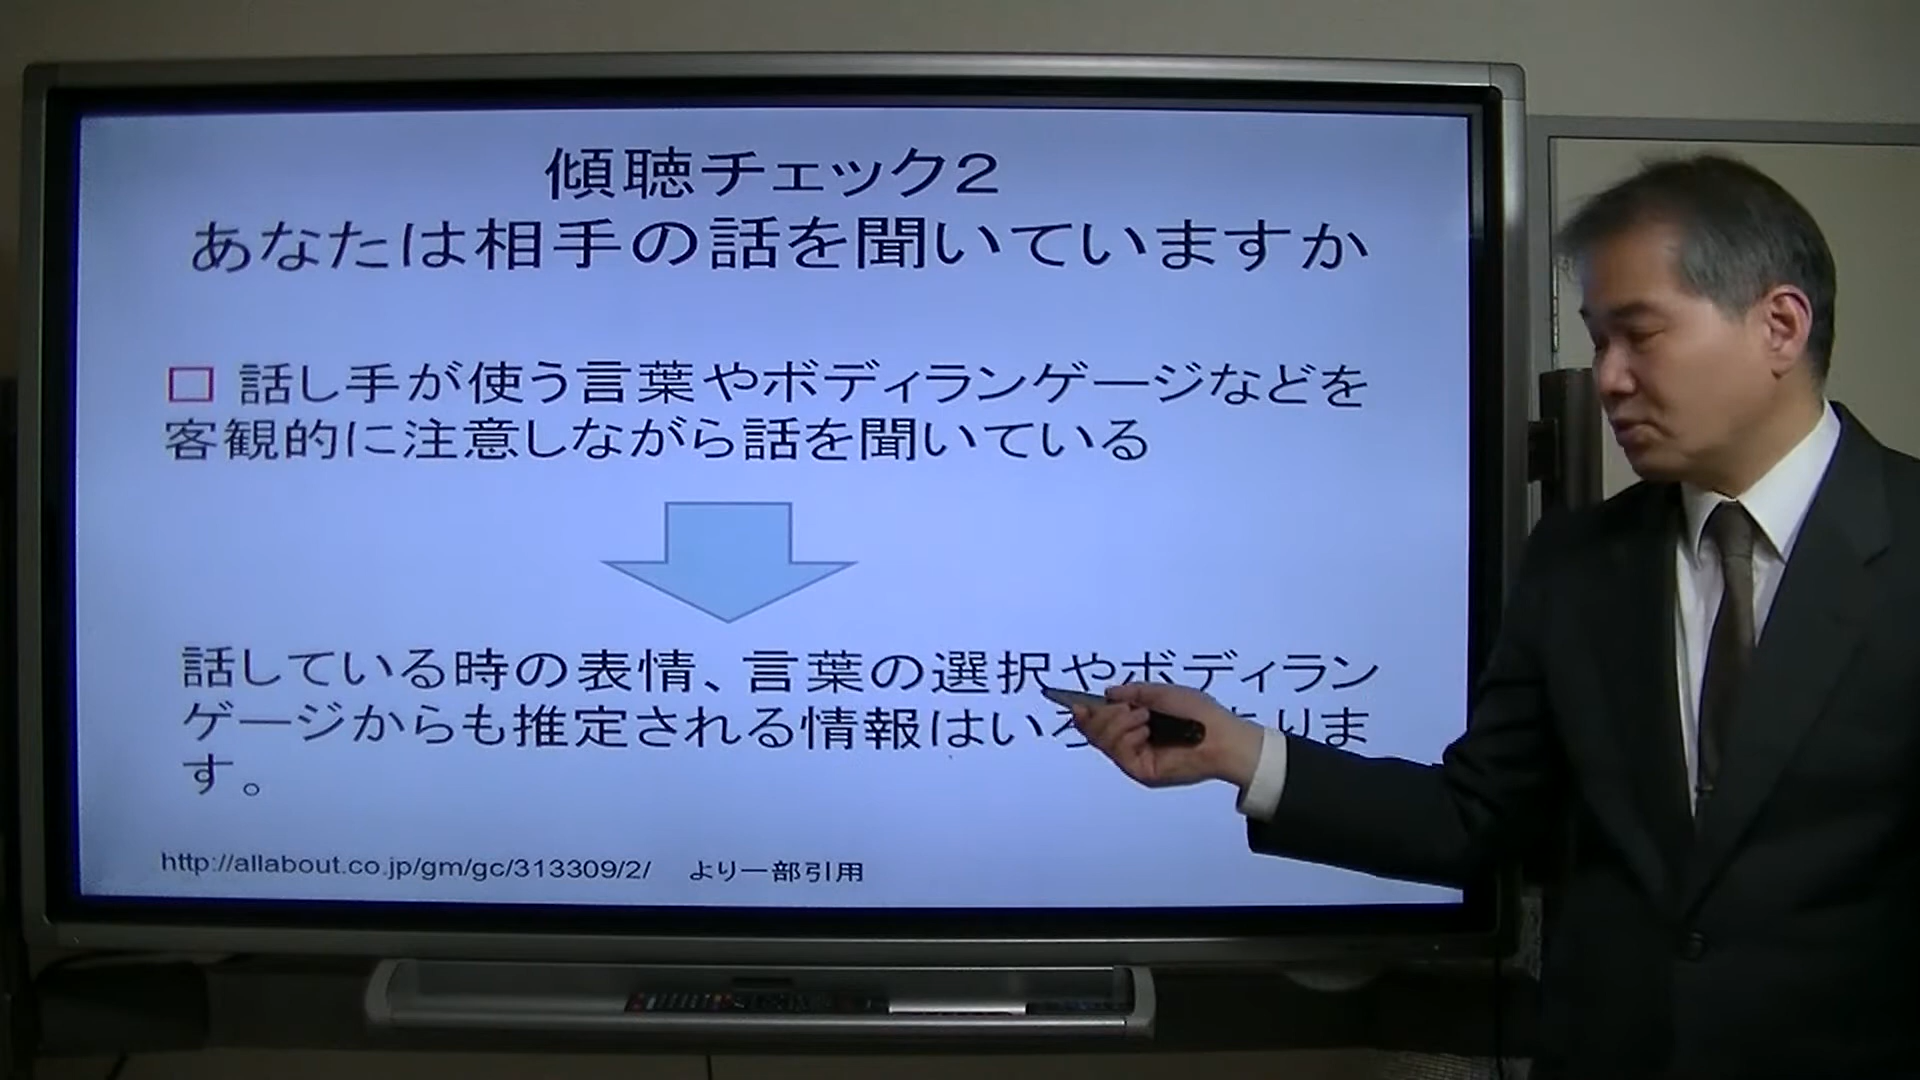 傾聴チェック2
あなたは相手の話を聞いていますか
□ 話し手が使う言葉やボディランゲージなどを
客観的に注意しながら話を聞いている
話している時の表情、言葉の選択やボディラン
ゲージからも推定される情報はいろ りま
す。
http://allabout.co.jp/gm/gc/313309/2/ より一部引用